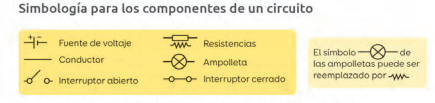 Simbología para los componentes de un circuito
Fuente de voltaje
Conductor
Interruptor abierto
Resistencias
Ampolleta
Interruptor cerrado
El símbolo de
las ampolletas puede ser
reemplazado por